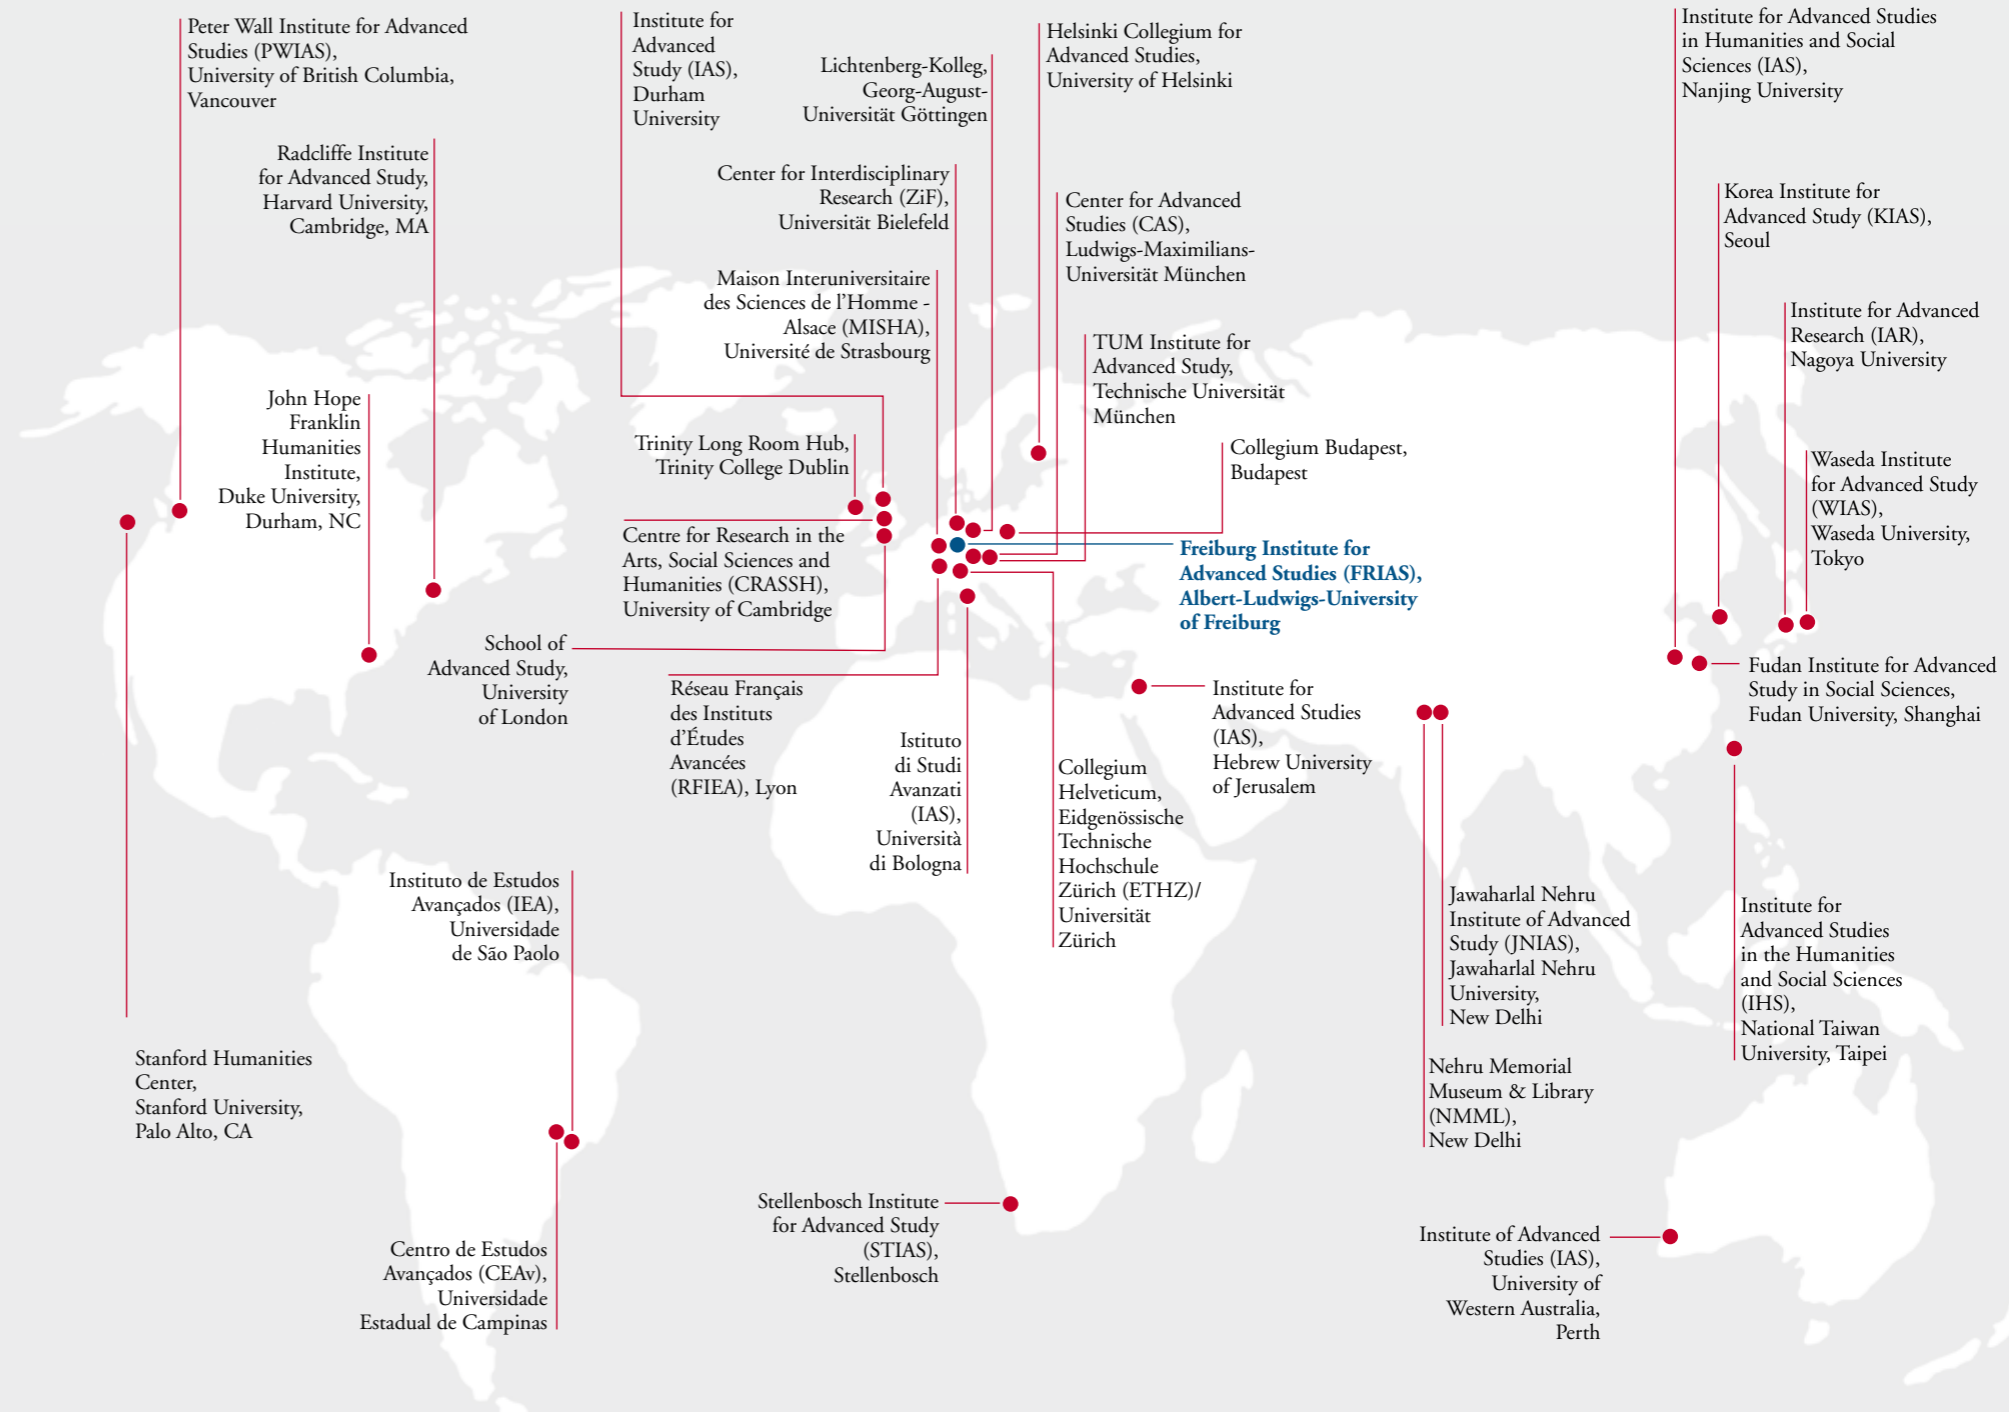 Peter Wall Institute for Advanced
Studies (PWIAS),
University of British Columbia,
Vancouver
Radcliffe Institute
for Advanced Study,
Harvard University,
Cambridge, MA
John Hope
Franklin
Humanities
Institute,
Duke University,
Durham, NC
Institute for
Advanced
Study (IAS),
Durham
University
Lichtenberg-Kolleg,
Georg-August-
Universität Göttingen
Center for Interdisciplinary
Research (ZiF),
Universität Bielefeld
Maison Interuniversitaire
des Sciences de l'Homme -
Alsace (MISHA),
Université de Strasbourg
Trinity Long Room Hub,
Trinity College Dublin
Centre for Research in the
Arts, Social Sciences and
Humanities (CRASSH),
University of Cambridge
School of
Advanced Study,
University
of London
Réseau Français
des Instituts
d'Études
Avancées
(RFIEA), Lyon
Istituto
di Studi
Avanzati
(IAS),
Università
di Bologna
Helsinki Collegium for
Advanced Studies,
University of Helsinki
Center for Advanced
Studies (CAS),
Ludwigs-Maximilians-
Universität München
TUM Institute for
Advanced Study,
Technische Universität
München
Collegium Budapest,
Budapest
Freiburg Institute for
Advanced Studies (FRIAS),
Albert-Ludwigs-University
of Freiburg
Institute for
Advanced Studies
(IAS),
Hebrew University
of Jerusalem
Collegium
Helveticum,
Eidgenössische
Technische
Hochschule
Zürich (ETHZ)/
Universität
Zürich
Institute for Advanced Studies
in Humanities and Social
Sciences (IAS),
Nanjing University
Korea Institute for
Advanced Study (KIAS),
Seoul
Institute for Advanced
Research (IAR),
Nagoya University
Waseda Institute
for Advanced Study
(WIAS),
Waseda University,
Tokyo
Fudan Institute for Advanced
Study in Social Sciences,
Fudan University, Shanghai
Jawaharlal Nehru
Institute of Advanced
Study (JNIAS),
Jawaharlal Nehru
University,
New Delhi
Nehru Memorial
Museum & Library
(NMML),
New Delhi
Institute for
Advanced Studies
in the Humanities
and Social Sciences
(IHS),
National Taiwan
University, Taipei
Instituto de Estudos
Avançados (IEA),
Universidade
de São Paolo
Stanford Humanities
Center,
Stanford University,
Palo Alto, CA
Centro de Estudos
Avançados (CEAv),
Universidade
Estadual de Campinas
Stellenbosch Institute
for Advanced Study
(STIAS),
Stellenbosch
Institute of Advanced
Studies (IAS),
University of
Western Australia,
Perth